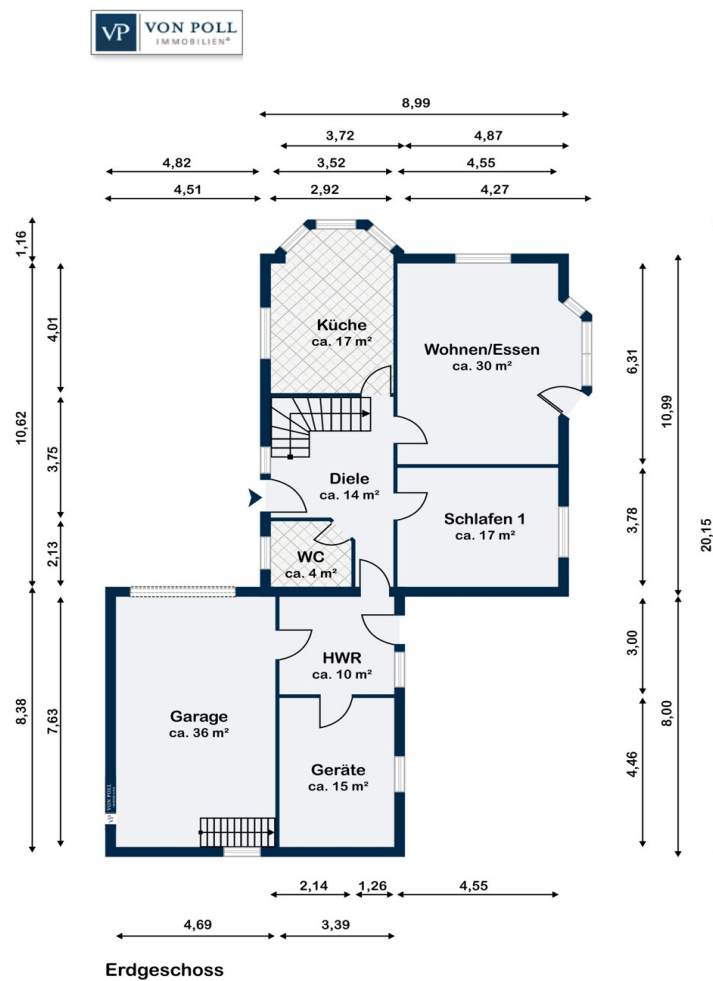 VP VON POLL
IMMOBILIEN®
8,99
3,72 4,87
4,82 3,52 4,55
4,51 2,92 4,27
1,16
4,01
10,62
3,75
2,13
8,38
7,63
6,31
10,99
3,78
20,15
3,00
8,00
4,46
Küche
ca. 17 m²
Wohnen/Essen
ca. 30 m²
Diele
ca. 14 m²
Schlafen 1
ca. 17 m²
WC
ca. 4 m²
HWR
ca. 10 m²
Garage
ca. 36 m²
Geräte
ca. 15 m²
VP VON POLL
IMMOBILIEN
2,14 1,26 4,55
4,69 3,39
Erdgeschoss